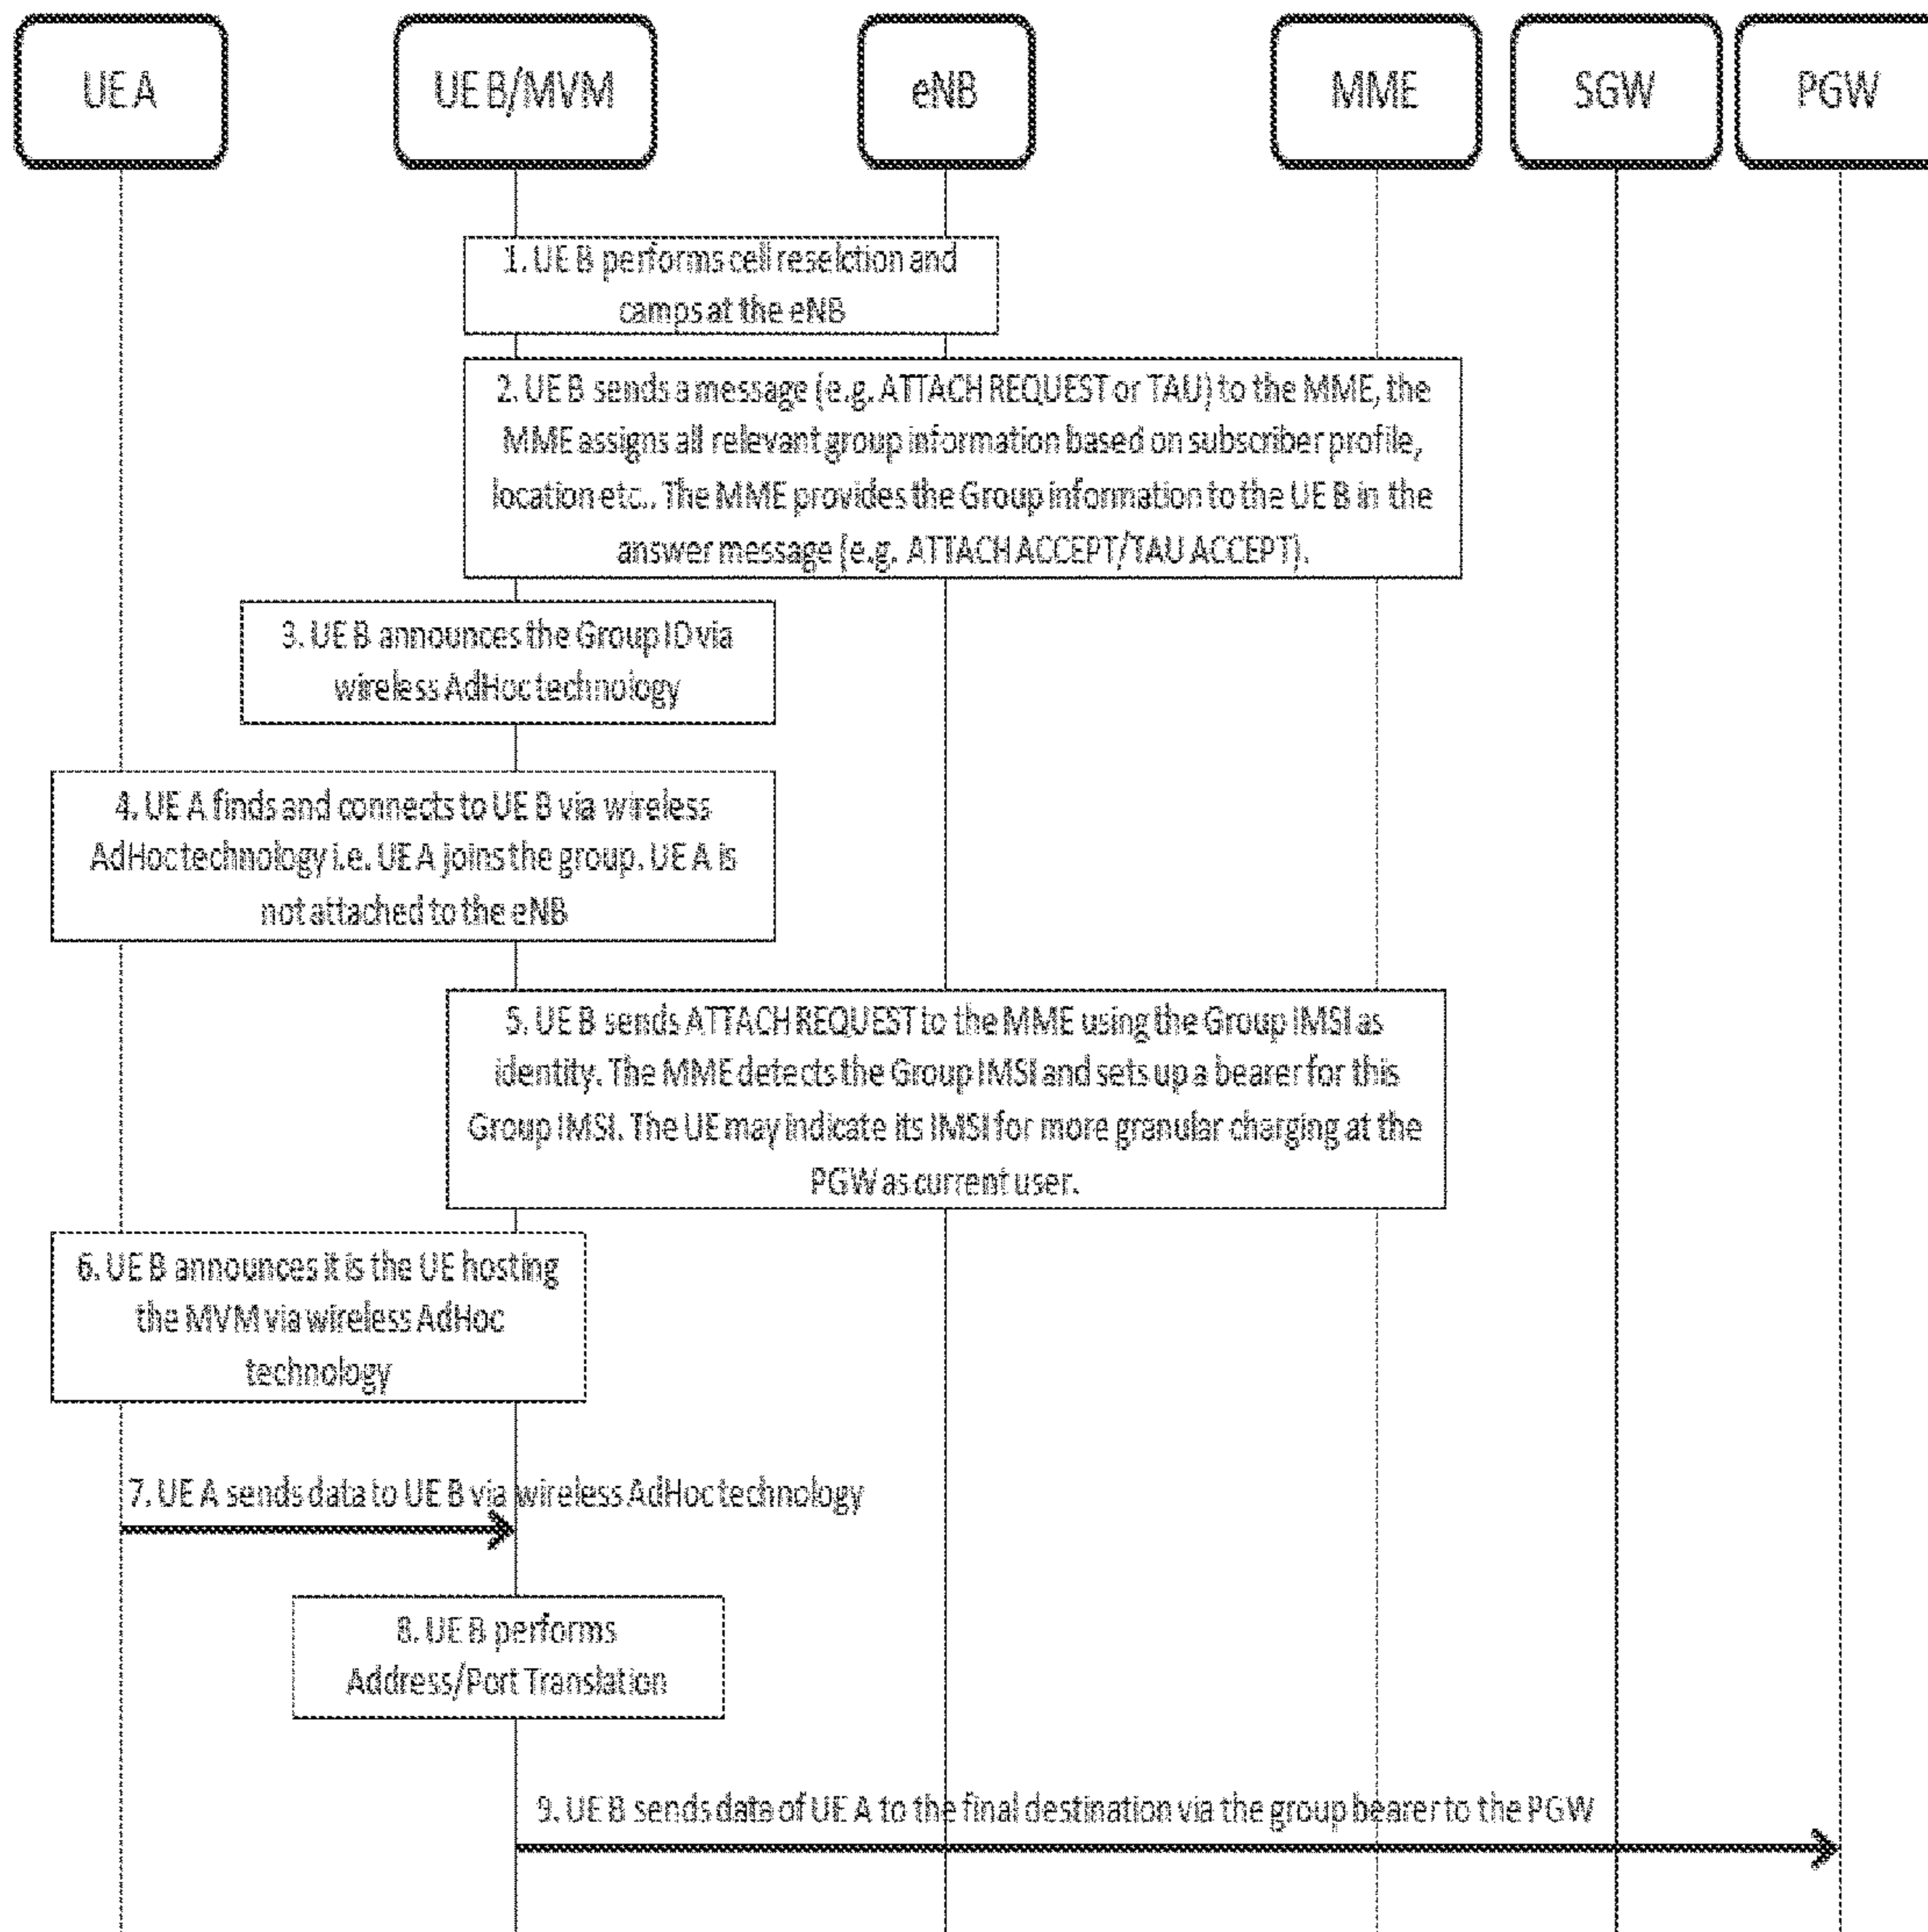 UE A
UE B/MVM
eNB
MME
SGW
PGW
1. UE B performs cell reselction and
camps at the eNB
2. UE B sends a message (e.g. ATTACH REQUEST or TAU) to the MME, the
MME assigns all relevant group information based on subscriber profile,
location etc.. The MME provides the Group information to the UE B in the
answer message (e.g. ATTACH ACCEPT/TAU ACCEPT).
3. UE B announces the Group ID via
wireless AdHoc technology
4. UE A finds and connects to UE B via wireless
AdHoc technology i.e. UE A joins the group. UE A is
not attached to the eNB
5. UE B sends ATTACH REQUEST to the MME using the Group IMSI as
identity. The MME detects the Group IMSI and sets up a bearer for this
Group IMSI. The UE may indicate its IMSI for more granular charging at the
PGW as current user.
6. UE B announces it is the UE hosting
the MVM via wireless AdHoc
technology
7. UE A sends data to UE B via wireless AdHoc technology
8. UE B performs
Address/Port Translation
9. UE B sends data of UE A to the final destination via the group bearer to the PGW